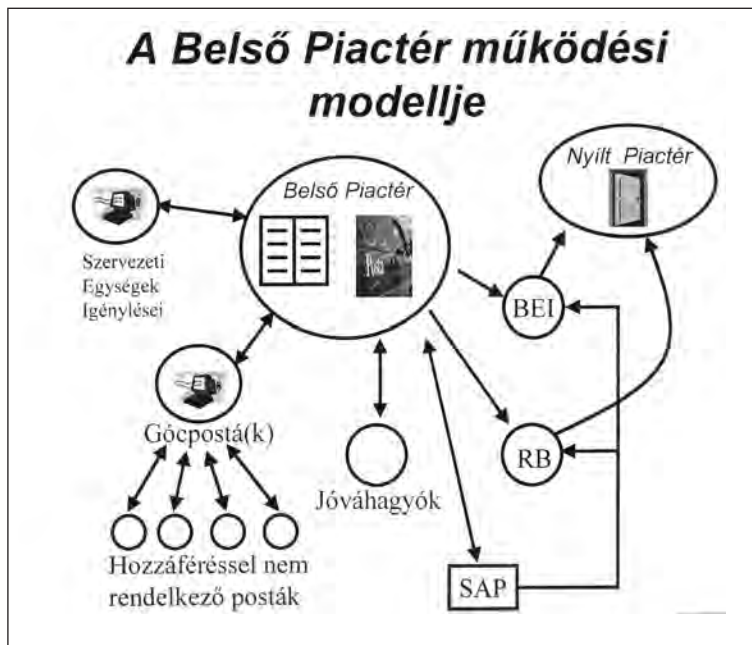 A Belső Piactér működési
modellje
Nyílt Piactér
Belső Piactér
Posta
Szervezeti
Egységek
Igénylései
BEI
Gócpostá(k)
Jóváhagyók
RB
Hozzáféréssel nem
rendelkező posták
SAP